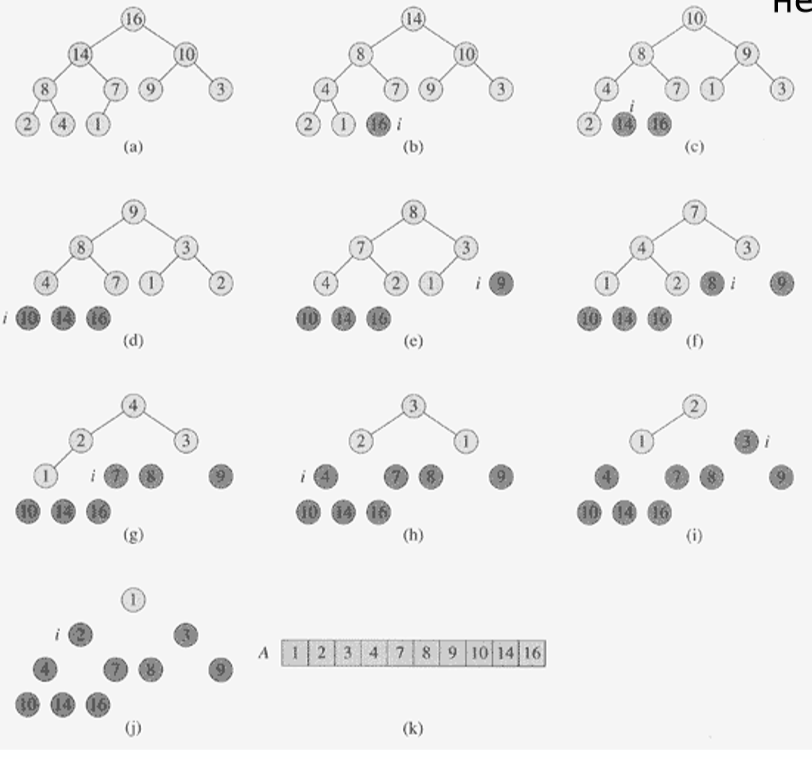 16 14 10
14 10 8 10 8 9
8 7 9 3 4 7 9 3 4 7 1 3
i
2 4 1 2 1 16 i 2 14 16
(a) (b) (c)
9 8 7
8 3 7 3 4 3
4 7 1 2 4 2 1 i 9 1 2 8 i 9
i 10 14 16 10 14 16 10 14 16
(d) (e) (f)
4 3 2
2 3 2 1 1 3 i
1 i 7 8 9 i 4 7 8 9 4 7 8 9
10 14 16 10 14 16 10 14 16
(g) (h) (i)
1
i 2 3
A 1 2 3 4 7 8 9 10 14 16
4 7 8 9
10 14 16
(j) (k)